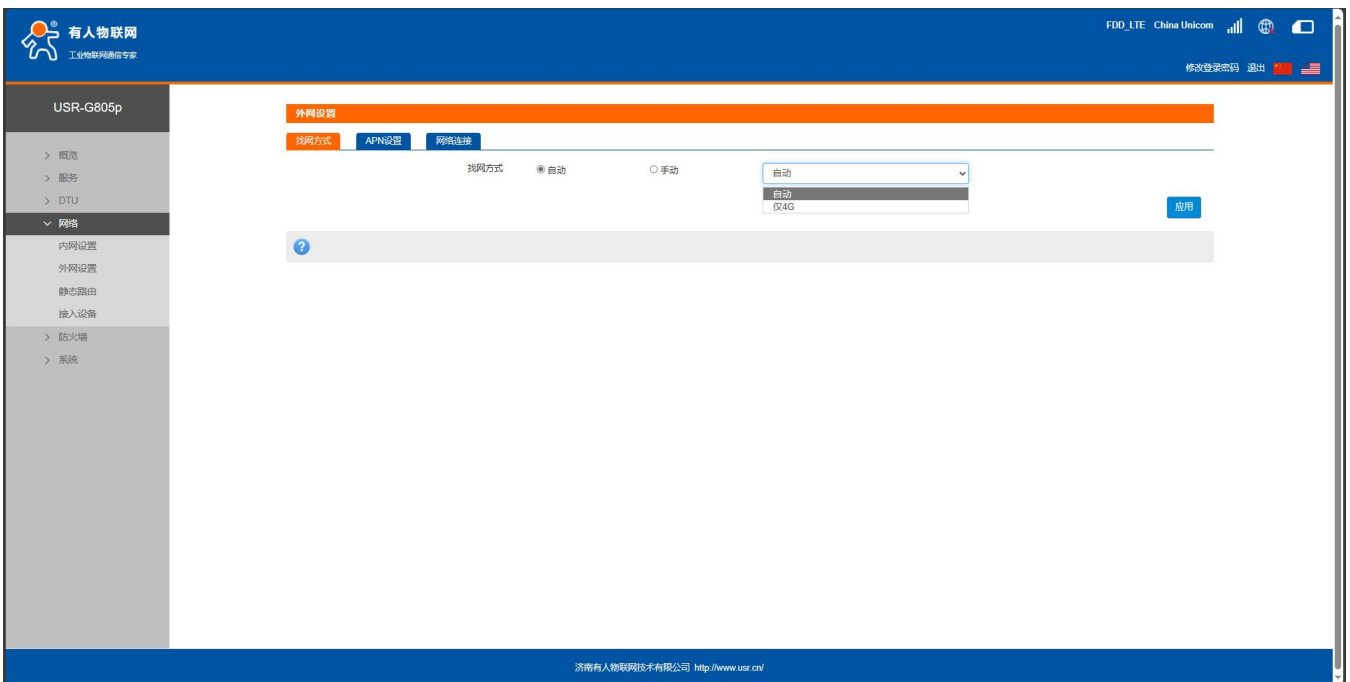 有人物联网
工业物联网通信专家
FDD_LTE China Unicom
修改登录密码 退出
USR-G805p
概览
服务
DTU
网络
内网设置
外网设置
静态路由
接入设备
防火墙
系统
外网设置
找网方式 APN设置 网络连接
找网方式 自动 手动 自动
自动
仅4G
应用
济南有人物联网技术有限公司 http://www.usr.cn/